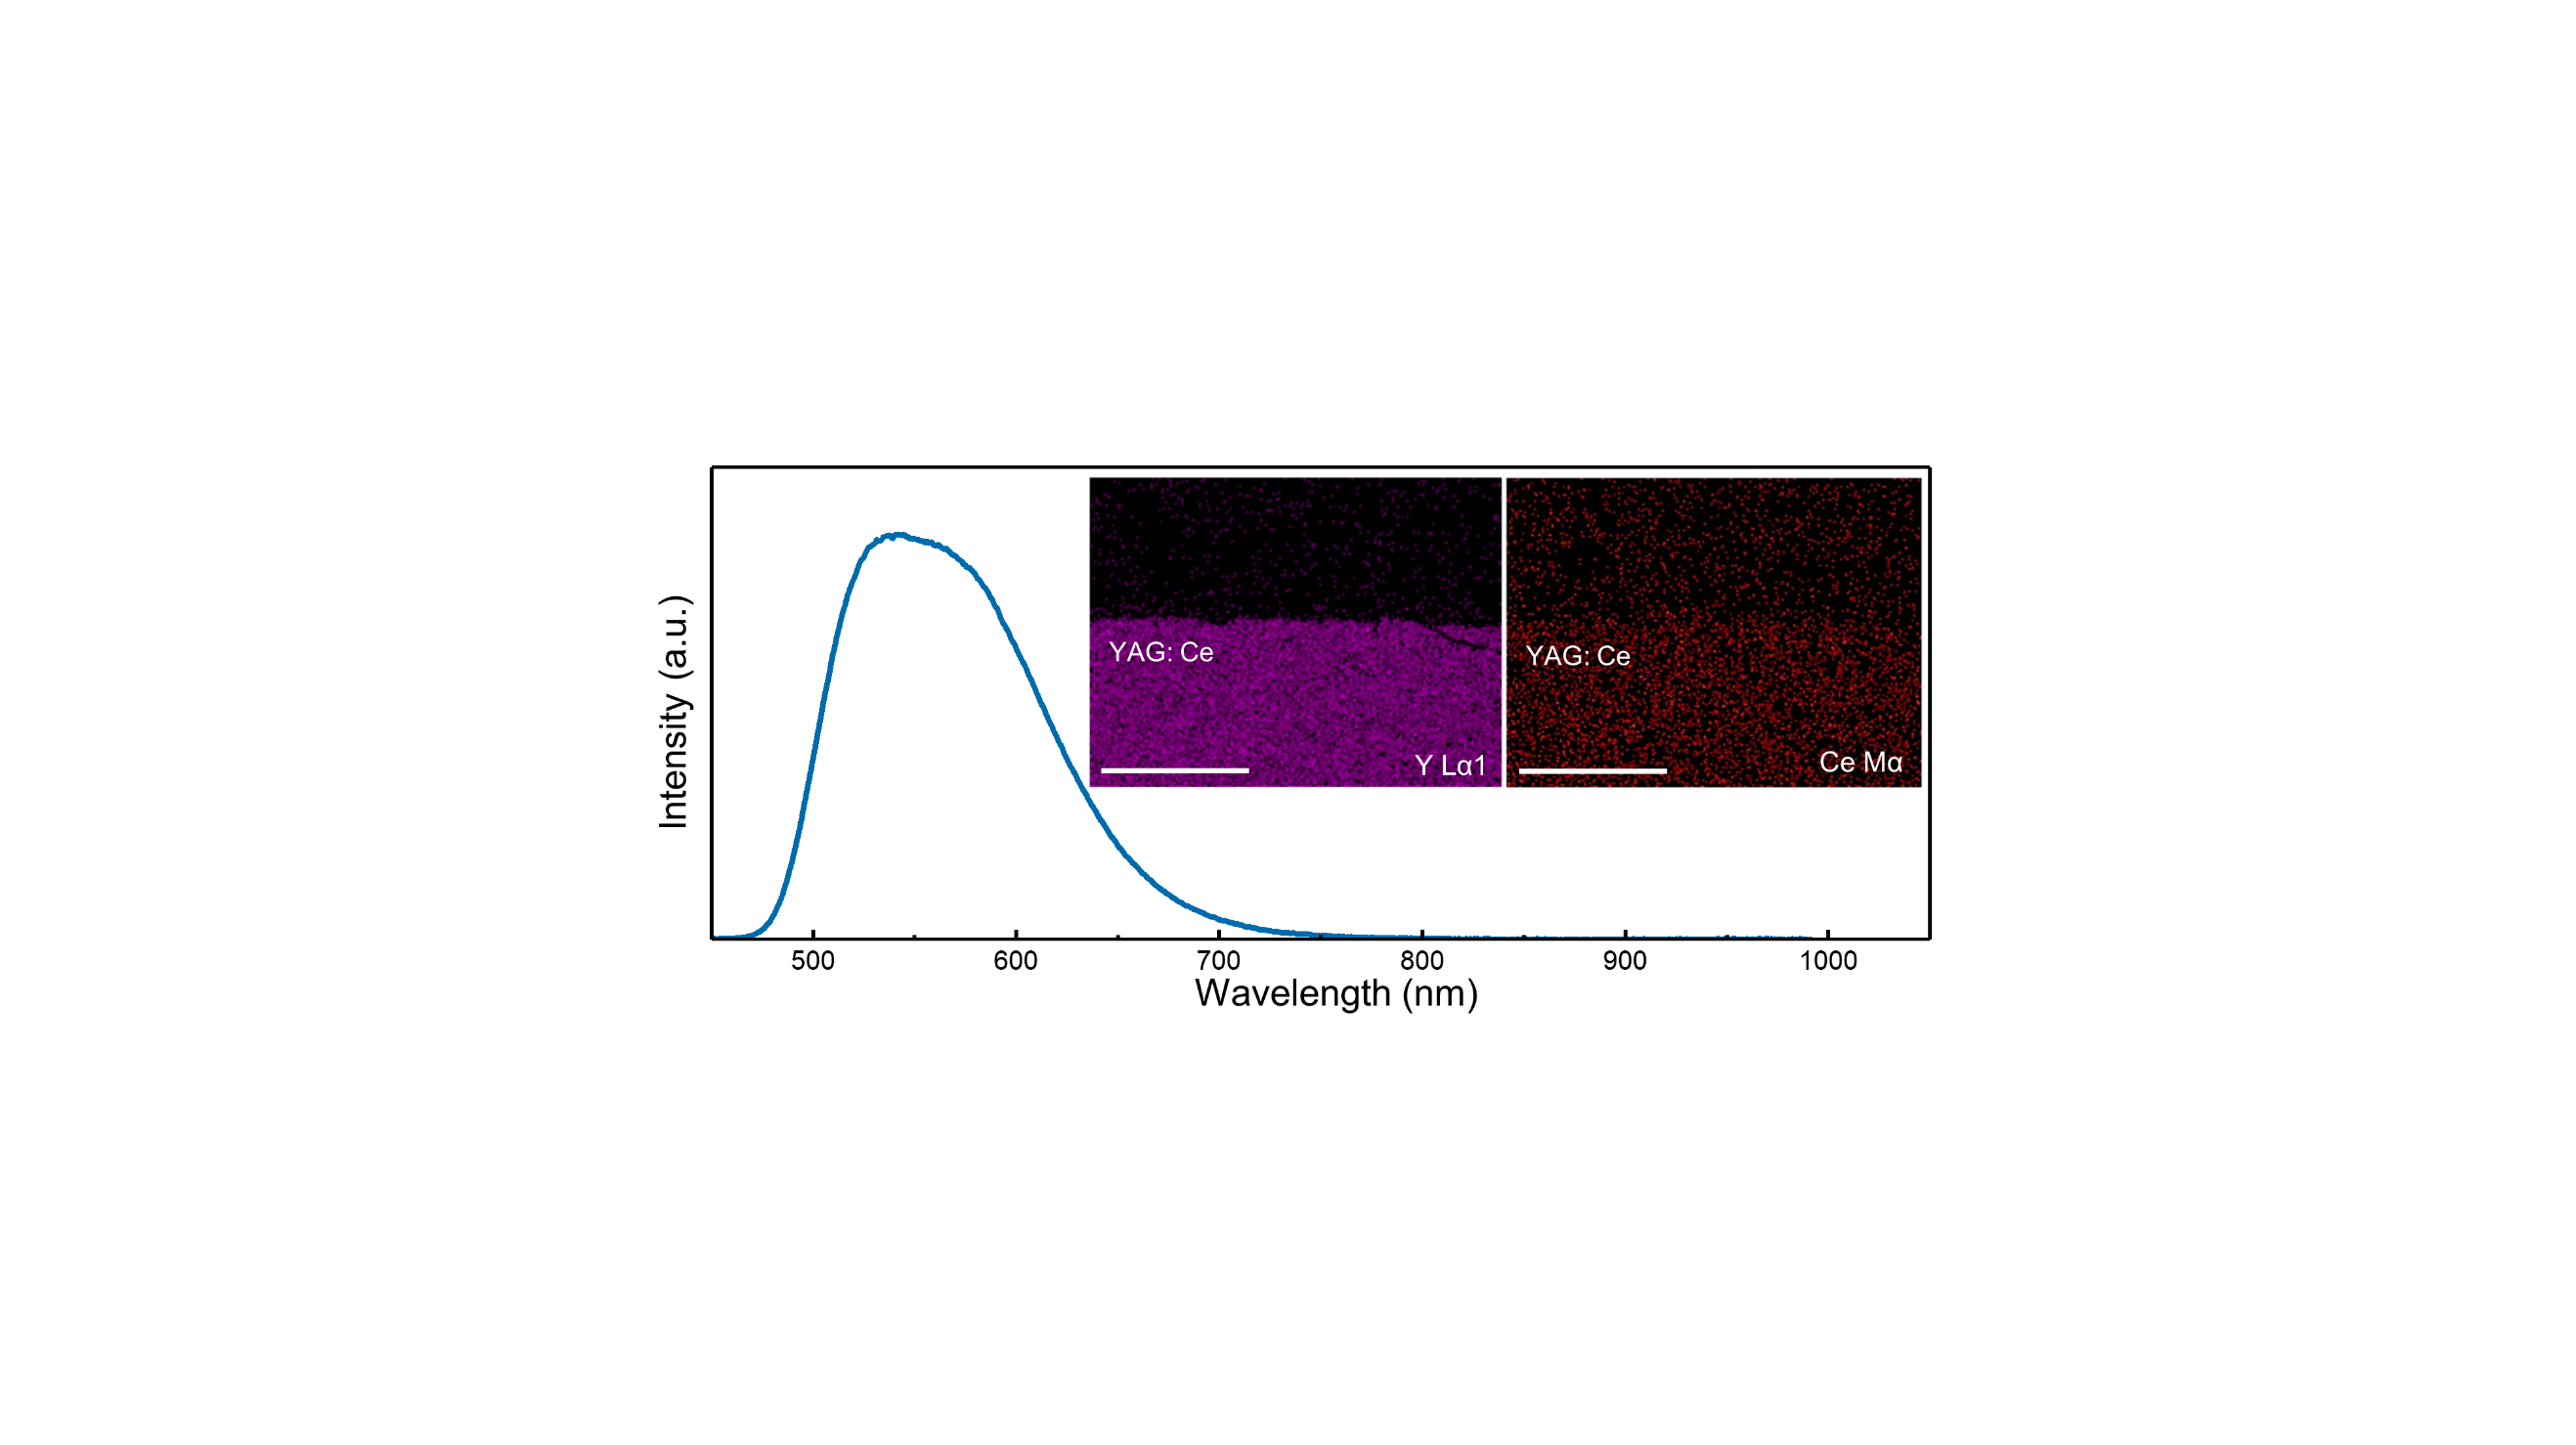 Intensity (a.u.)
YAG: Ce
Y Lα1
YAG: Ce
Ce Mα
500 600 700 800 900 1000
Wavelength (nm)